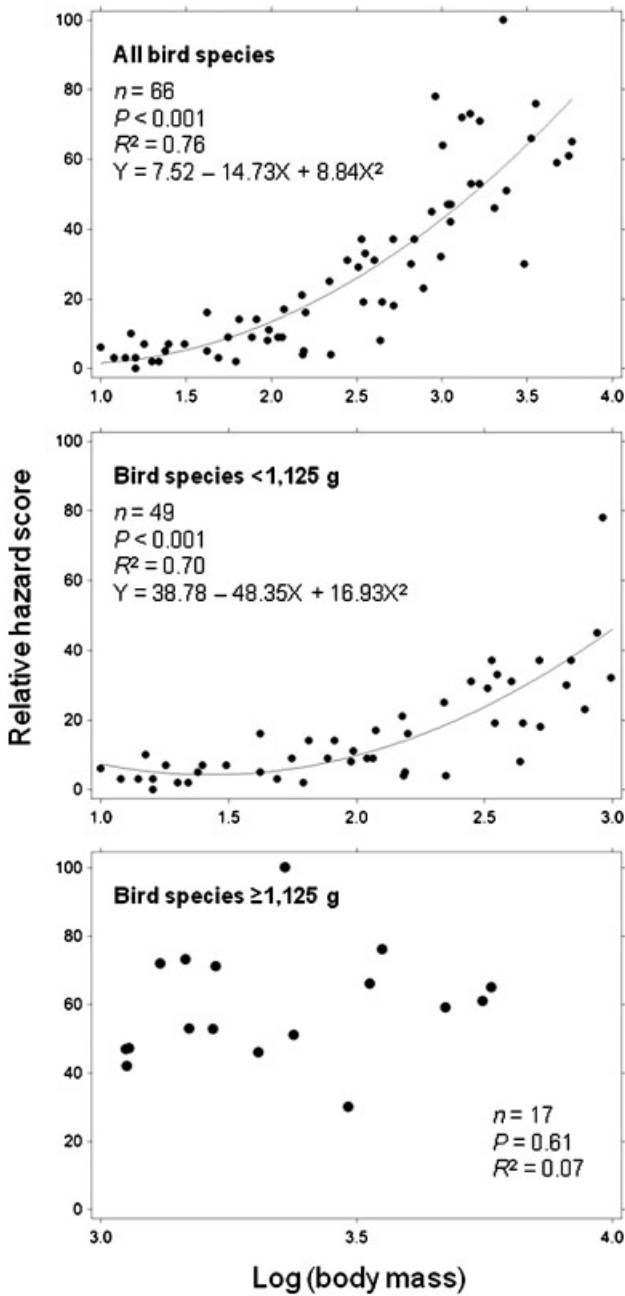 Relative hazard score
100
80
60
40
20
0
All bird species
n = 66
P < 0.001
R² = 0.76
Y = 7.52 – 14.73X + 8.84X²
1.0 1.5 2.0 2.5 3.0 3.5 4.0
100
80
60
40
20
0
Bird species <1,125 g
n = 49
P < 0.001
R² = 0.70
Y = 38.78 – 48.35X + 16.93X²
1.0 1.5 2.0 2.5 3.0
100
80
60
40
20
0
Bird species ≥1,125 g
n = 17
P = 0.61
R² = 0.07
3.0 3.5 4.0
Log (body mass)